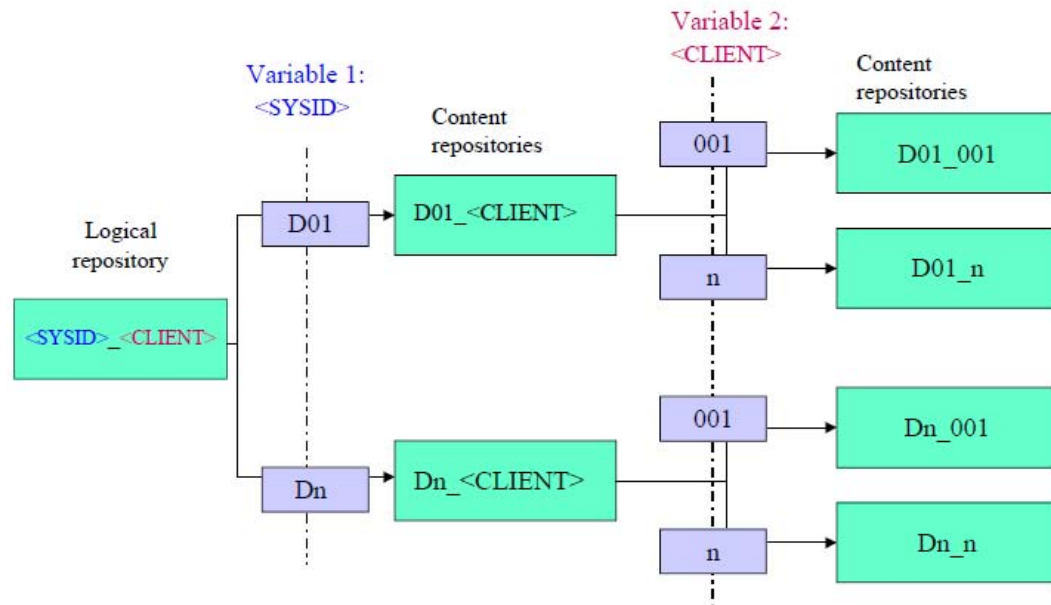 Variable 2:
<CLIENT>
Variable 1:
<SYSID>
Content
repositories
Content
repositories
001
D01_001
D01
D01_<CLIENT>
Logical
repository
n
D01_n
<SYSID>_<CLIENT>
001
Dn_001
Dn
Dn_<CLIENT>
n
Dn_n